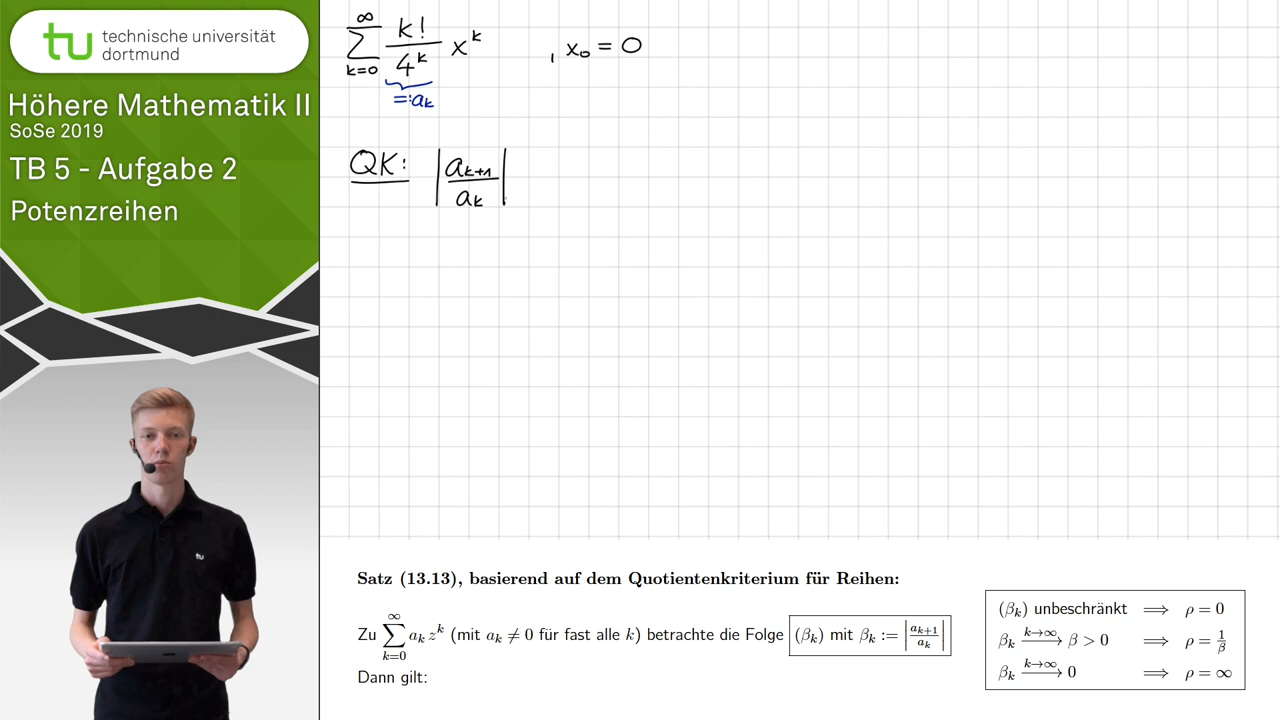 tu technische universität
dortmund
Höhere Mathematik II
SoSe 2019
TB 5 - Aufgabe 2
Potenzreihen
∑_{k=0}^{∞} k!/4^k x^k , x₀ = 0
=: a_k
QK: |a_{k+1}/a_k|
tu
Satz (13.13), basierend auf dem Quotientenkriterium für Reihen:
Zu ∑_{k=0}^{∞} a_k z^k (mit a_k ≠ 0 für fast alle k) betrachte die Folge (β_k) mit β_k := |a_{k+1}/a_k|
Dann gilt:
(β_k) unbeschränkt ⟹ ρ = 0
β_k →^{k→∞} β > 0 ⟹ ρ = 1/β
β_k →^{k→∞} 0 ⟹ ρ = ∞